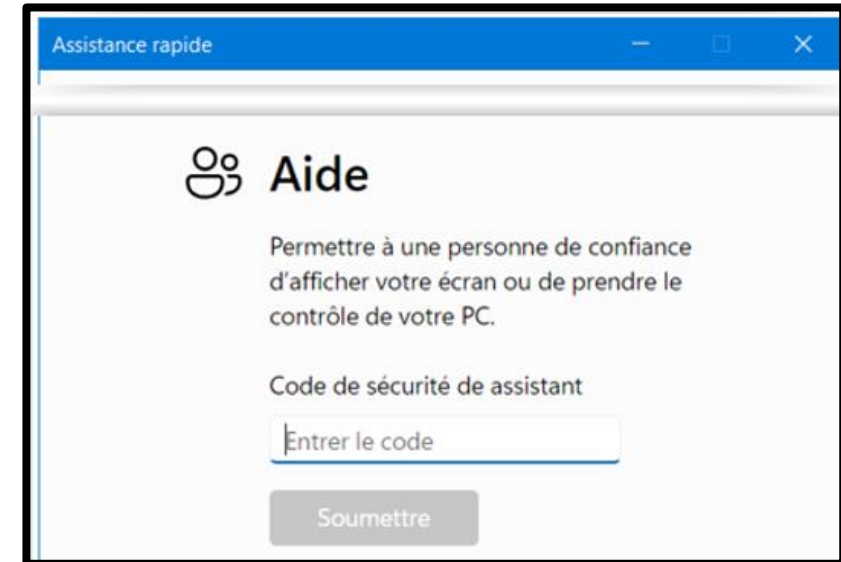 Assistance rapide
Aide
Permettre à une personne de confiance
d'afficher votre écran ou de prendre le
contrôle de votre PC.
Code de sécurité de assistant
Entrer le code
Soumettre